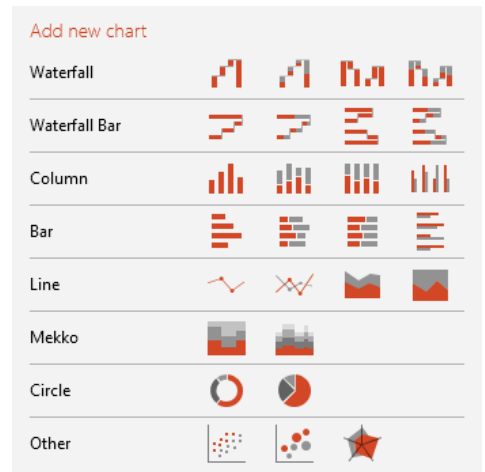 Add new chart
Waterfall
Waterfall Bar
Column
Bar
Line
Mekko
Circle
Other